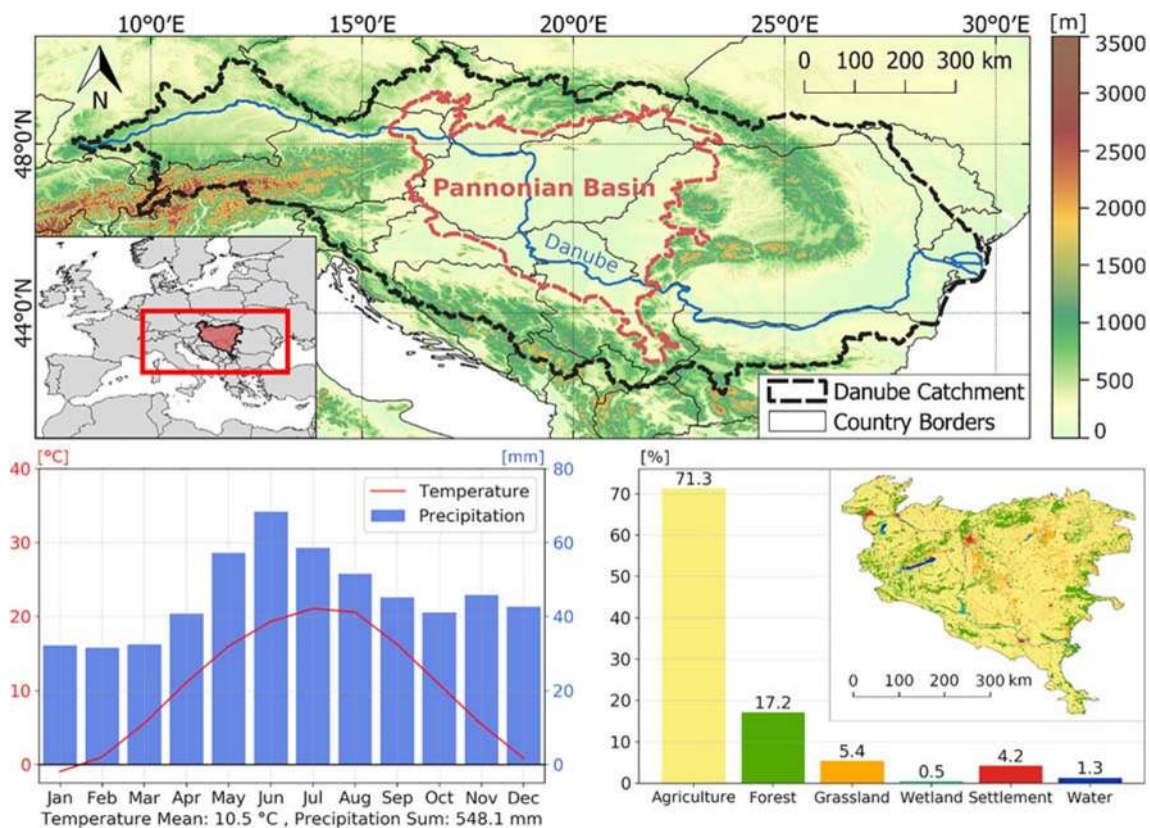 10°0′E 15°0′E 20°0′E 25°0′E 30°0′E [m]
3500
3000
2500
2000
1500
1000
500
0
0 100 200 300 km
N
48°0′N
44°0′N
48°0′N
44°0′N
Pannonian Basin
Danube
Danube Catchment
Country Borders
[°C] [mm]
40
30
20
10
0
80
60
40
20
0
Temperature
Precipitation
Jan Feb Mar Apr May Jun Jul Aug Sep Oct Nov Dec
Temperature Mean: 10.5 °C , Precipitation Sum: 548.1 mm
[%]
70
60
50
40
30
20
10
0
71.3
17.2
5.4
0.5
4.2
1.3
0 100 200 300 km
Agriculture Forest Grassland Wetland Settlement Water